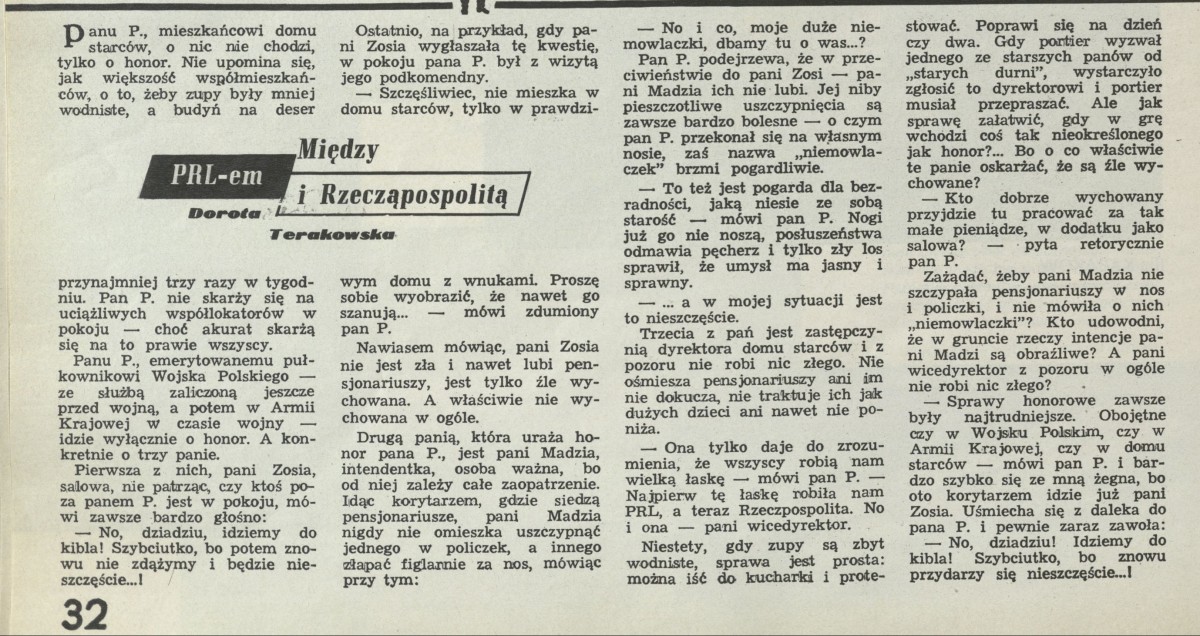 Między
PRL-em
i Rzecząpospolitą
Dorota
Terakowska
Panu P., mieszkańcowi domu
starców, o nic nie chodzi,
tylko o honor. Nie upomina się,
jak większość współmieszkań-
ców, o to, żeby zupy były mniej
wodniste, a budyń na deser
przynajmniej trzy razy w tygod-
niu. Pan P. nie skarży się na
uciążliwych współlokatorów w
pokoju — choć akurat skarżą
się na to prawie wszyscy.
Panu P., emerytowanemu puł-
kownikowi Wojska Polskiego —
ze służbą zaliczoną jeszcze
przed wojną, a potem w Armii
Krajowej w czasie wojny —
idzie wyłącznie o honor. A kon-
kretnie o trzy panie.
Pierwsza z nich, pani Zosia,
salowa, nie patrząc, czy ktoś po-
za panem P. jest w pokoju, mó-
wi zawsze bardzo głośno:
— No, dziadziu, idziemy do
kibla! Szybciutko, bo potem zno-
wu nie zdążymy i będzie nie-
szczęście...!
Ostatnio, na przykład, gdy pa-
ni Zosia wygłaszała tę kwestię,
w pokoju pana P. był z wizytą
jego podkomendny.
— Szczęśliwiec, nie mieszka w
domu starców, tylko w prawdzi-
wym domu z wnukami. Proszę
sobie wyobrazić, że nawet go
szanują... — mówi zdumiony
pan P.
Nawiasem mówiąc, pani Zosia
nie jest zła i nawet lubi pen-
sjonariuszy, jest tylko źle wy-
chowana. A właściwie nie wy-
chowana w ogóle.
Drugą panią, która uraża ho-
nor pana P., jest pani Madzia,
intendentka, osoba ważna, bo
od niej zależy całe zaopatrzenie.
Idąc korytarzem, gdzie siedzą
pensjonariusze, pani Madzia
nigdy nie omieszka uszczypnąć
jednego w policzek, a innego
złapać figlarnie za nos, mówiąc
przy tym:
— No i co, moje duże nie-
mowlaczki, dbamy tu o was...?
Pan P. podejrzewa, że w prze-
ciwieństwie do pani Zosi — pa-
ni Madzia ich nie lubi. Jej niby
pieszczotliwe uszczypnięcia są
zawsze bardzo bolesne — o czym
pan P. przekonał się na własnym
nosie, zaś nazwa „niemowla-
czek” brzmi pogardliwie.
— To też jest pogarda dla bez-
radności, jaką niesie ze sobą
starość — mówi pan P. Nogi
już go nie noszą, posłuszeństwa
odmawia pęcherz i tylko zły los
sprawił, że umysł ma jasny i
sprawny.
— ... a w mojej sytuacji jest
to nieszczęście.
Trzecia z pań jest zastępczy-
nią dyrektora domu starców i z
pozoru nie robi nic złego. Nie
ośmiesza pensjonariuszy ani im
nie dokucza, nie traktuje ich jak
dużych dzieci ani nawet nie po-
niża.
— Ona tylko daje do zrozu-
mienia, że wszyscy robią nam
wielką łaskę — mówi pan P. —
Najpierw tę łaskę robiła nam
PRL, a teraz Rzeczpospolita. No
i ona — pani wicedyrektor.
Niestety, gdy zupy są zbyt
wodniste, sprawa jest prosta:
można iść do kucharki i prote-
stować. Poprawi się na dzień
czy dwa. Gdy portier wyzwał
jednego ze starszych panów od
„starych durni”, wystarczyło
zgłosić to dyrektorowi i portier
musiał przepraszać. Ale jak
sprawę załatwić, gdy w grę
wchodzi coś tak nieokreślonego
jak honor?... Bo o co właściwie
te panie oskarżać, że są źle wy-
chowane?
— Kto dobrze wychowany
przyjdzie tu pracować za tak
małe pieniądze, w dodatku jako
salowa? — pyta retorycznie
pan P.
Zażądać, żeby pani Madzia nie
szczypała pensjonariuszy w nos
i policzki, i nie mówiła o nich
„niemowlaczki”? Kto udowodni,
że w gruncie rzeczy intencje pa-
ni Madzi są obraźliwe? A pani
wicedyrektor z pozoru w ogóle
nie robi nic złego?
— Sprawy honorowe zawsze
były najtrudniejsze. Obojętne
czy w Wojsku Polskim, czy w
Armii Krajowej, czy w domu
starców — mówi pan P. i bar-
dzo szybko się ze mną żegna, bo
oto korytarzem idzie już pani
Zosia. Uśmiecha się z daleka do
pana P. i pewnie zaraz zawoła:
— No, dziadziu! Idziemy do
kibla! Szybciutko, bo znowu
przydarzy się nieszczęście...!
32